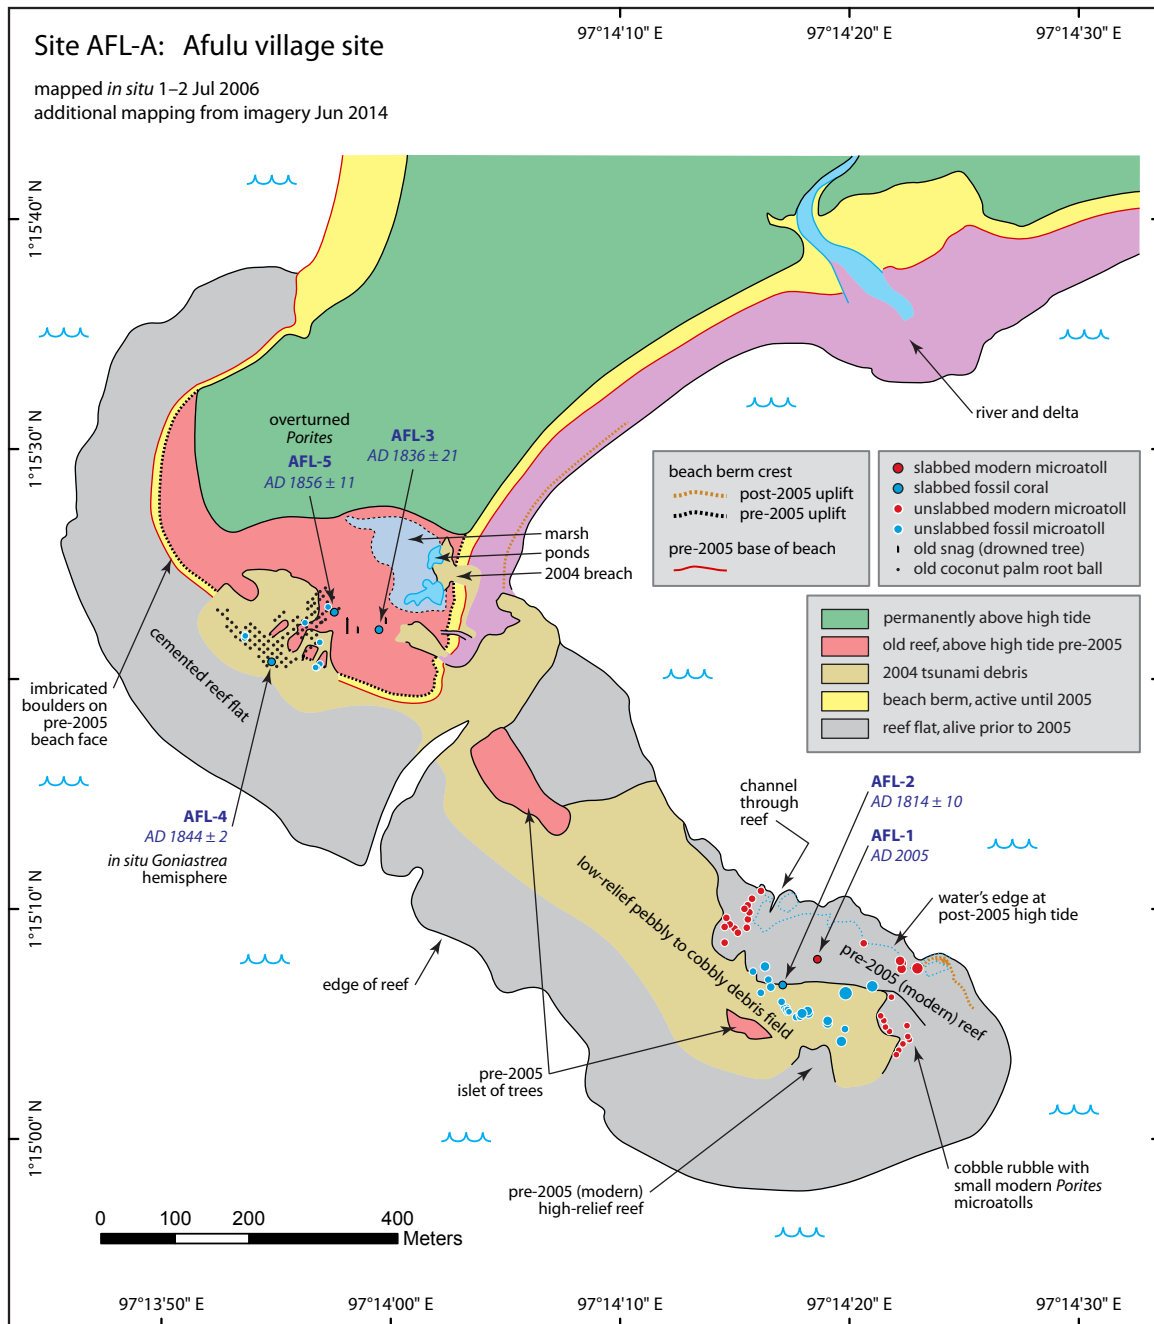 Site AFL-A: Afulu village site
mapped in situ 1–2 Jul 2006
additional mapping from imagery Jun 2014
97°14'10" E
97°14'20" E
97°14'30" E
1°15'40" N
1°15'30" N
1°15'10" N
1°15'00" N
river and delta
overturned
Porites
AFL-5
AD 1856 ± 11
AFL-3
AD 1836 ± 21
marsh
ponds
2004 breach
beach berm crest
post-2005 uplift
pre-2005 uplift
pre-2005 base of beach
slabbed modern microatoll
slabbed fossil coral
unslabbed modern microatoll
unslabbed fossil microatoll
old snag (drowned tree)
old coconut palm root ball
permanently above high tide
old reef, above high tide pre-2005
2004 tsunami debris
beach berm, active until 2005
reef flat, alive prior to 2005
cemented reef flat
imbricated
boulders on
pre-2005
beach face
AFL-4
AD 1844 ± 2
in situ Goniastrea
hemisphere
channel
through
reef
AFL-2
AD 1814 ± 10
AFL-1
AD 2005
low-relief pebbly to cobbly debris field
water's edge at
post-2005 high tide
pre-2005 (modern) reef
edge of reef
pre-2005
islet of trees
pre-2005 (modern)
high-relief reef
cobble rubble with
small modern Porites
microatolls
0 100 200 400
Meters
97°13'50" E
97°14'00" E
97°14'10" E
97°14'20" E
97°14'30" E